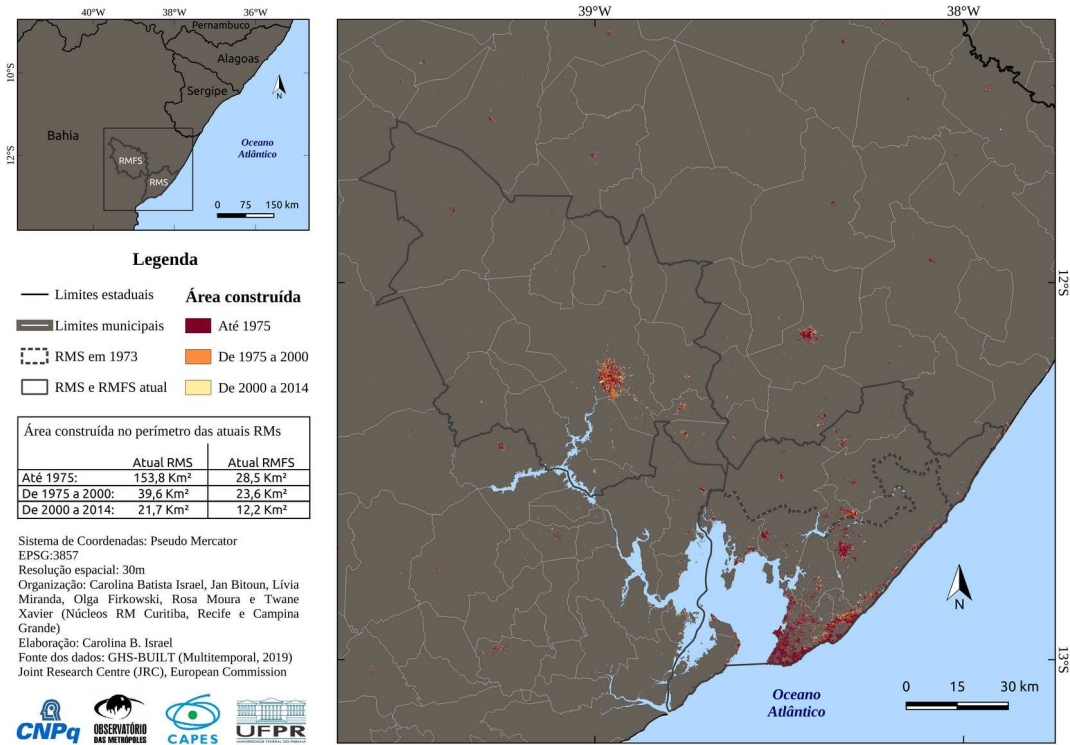 40°W
38°W
36°W
Pernambuco
Alagoas
10°S
Sergipe
N
Bahia
Oceano
Atlântico
12°S
RMFS
RMS
0 75 150 km
Legenda
Limites estaduais
Área construída
Limites municipais
Até 1975
RMS em 1973
De 1975 a 2000
RMS e RMFS atual
De 2000 a 2014
Área construída no perímetro das atuais RMs
Atual RMS Atual RMFS
Até 1975: 153,8 Km² 28,5 Km²
De 1975 a 2000: 39,6 Km² 23,6 Km²
De 2000 a 2014: 21,7 Km² 12,2 Km²
Sistema de Coordenadas: Pseudo Mercator
EPSG:3857
Resolução espacial: 30m
Organização: Carolina Batista Israel, Jan Bitoun, Lívia
Miranda, Olga Firkowski, Rosa Moura e Twane
Xavier (Núcleos RM Curitiba, Recife e Campina
Grande)
Elaboração: Carolina B. Israel
Fonte dos dados: GHS-BUILT (Multitemporal, 2019)
Joint Research Centre (JRC), European Commission
CNPq
OBSERVATÓRIO
DAS METRÓPOLES
CAPES
UFPR
UNIVERSIDADE FEDERAL DO PARANÁ
39°W
38°W
12°S
13°S
N
0 15 30 km
Oceano
Atlântico